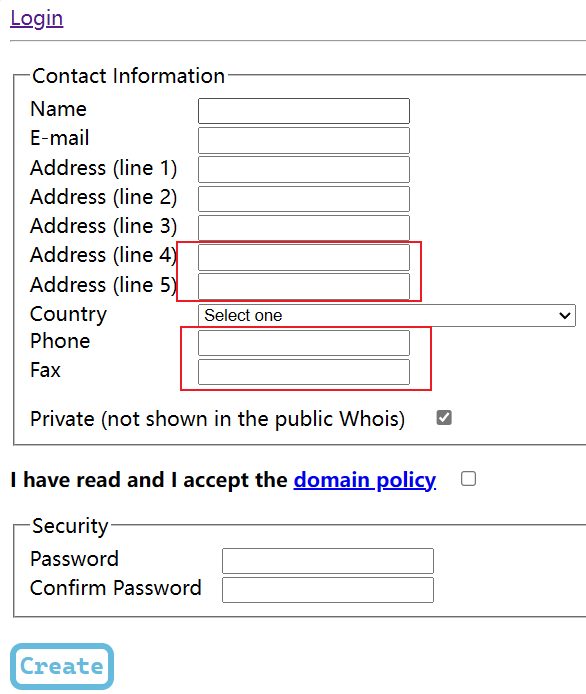 Login
Contact Information
Name
E-mail
Address (line 1)
Address (line 2)
Address (line 3)
Address (line 4)
Address (line 5)
Country Select one
Phone
Fax
Private (not shown in the public Whois)
I have read and I accept the domain policy
Security
Password
Confirm Password
Create